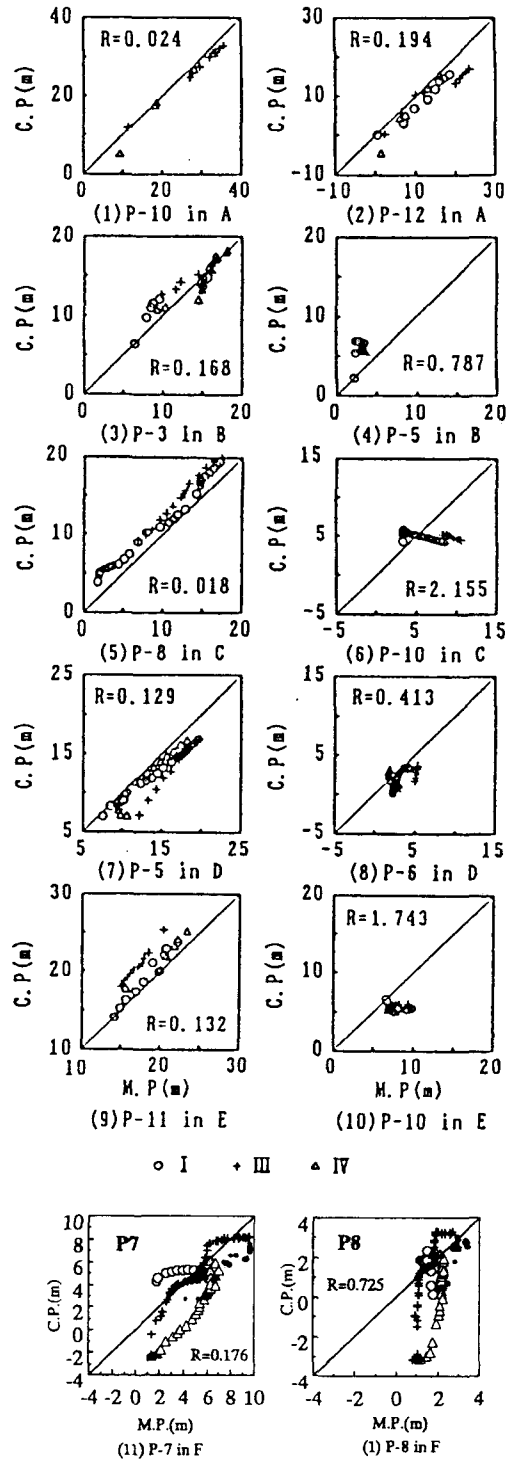 40 R=0.024
C.P(m) 20
0
0 20 40
(1)P-10 in A
30 R=0.194
C.P(m) 10
-10
-10 10 30
(2)P-12 in A
20
C.P(m) 10
R=0.168
0
0 10 20
(3)P-3 in B
20
C.P(m) 10
R=0.787
0
0 10 20
(4)P-5 in B
20
C.P(m) 10
R=0.018
0
0 10 20
(5)P-8 in C
15
C.P(m) 5
R=2.155
-5
-5 5 15
(6)P-10 in C
25 R=0.129
C.P(m) 15
5
5 15 25
(7)P-5 in D
15 R=0.413
C.P(m) 5
-5
-5 5 15
(8)P-6 in D
30
C.P(m) 20
R=0.132
10
10 20 30
M.P(m)
(9)P-11 in E
20 R=1.743
C.P(m) 10
0
0 10 20
M.P(m)
(10)P-10 in E
○ I + III △ IV
10 P7
8
6
C.P.(m) 4
2
0
-2 R=0.176
-4
-4 -2 0 2 4 6 8 10
M.P.(m)
(11) P-7 in F
4 P8
2
C.P.(m) 0 R=0.725
-2
-4
-4 -2 0 2 4
M.P.(m)
(1) P-8 in F